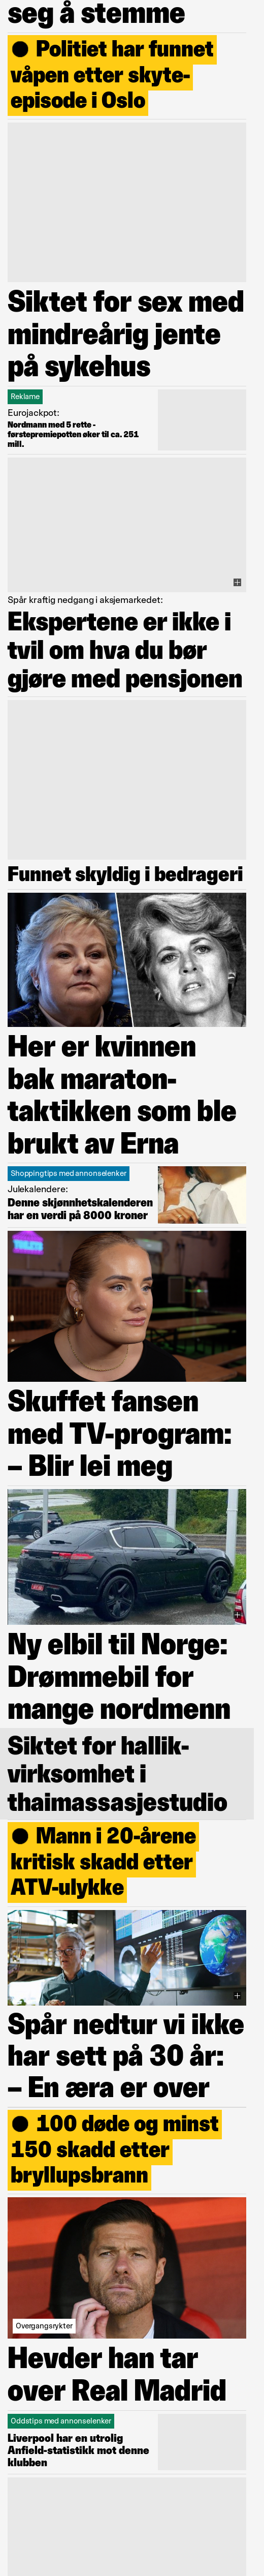 seg å stemme
● Politiet har funnet
våpen etter skyte-
episode i Oslo
Siktet for sex med
mindreårig jente
på sykehus
Reklame
Eurojackpot:
Nordmann med 5 rette -
førstepremiepotten øker til ca. 251
mill.
Spår kraftig nedgang i aksjemarkedet:
Ekspertene er ikke i
tvil om hva du bør
gjøre med pensjonen
Funnet skyldig i bedrageri
Her er kvinnen
bak maraton-
taktikken som ble
brukt av Erna
Shoppingtips med annonselenker
Julekalendere:
Denne skjønnhetskalenderen
har en verdi på 8000 kroner
TOILETS
Skuffet fansen
med TV-program:
– Blir lei meg
Ny elbil til Norge:
Drømmebil for
mange nordmenn
Siktet for hallik-
virksomhet i
thaimassasjestudio
● Mann i 20-årene
kritisk skadd etter
ATV-ulykke
Spår nedtur vi ikke
har sett på 30 år:
– En æra er over
● 100 døde og minst
150 skadd etter
bryllupsbrann
Overgangsrykter
Hevder han tar
over Real Madrid
Oddstips med annonselenker
Liverpool har en utrolig
Anfield-statistikk mot denne
klubben